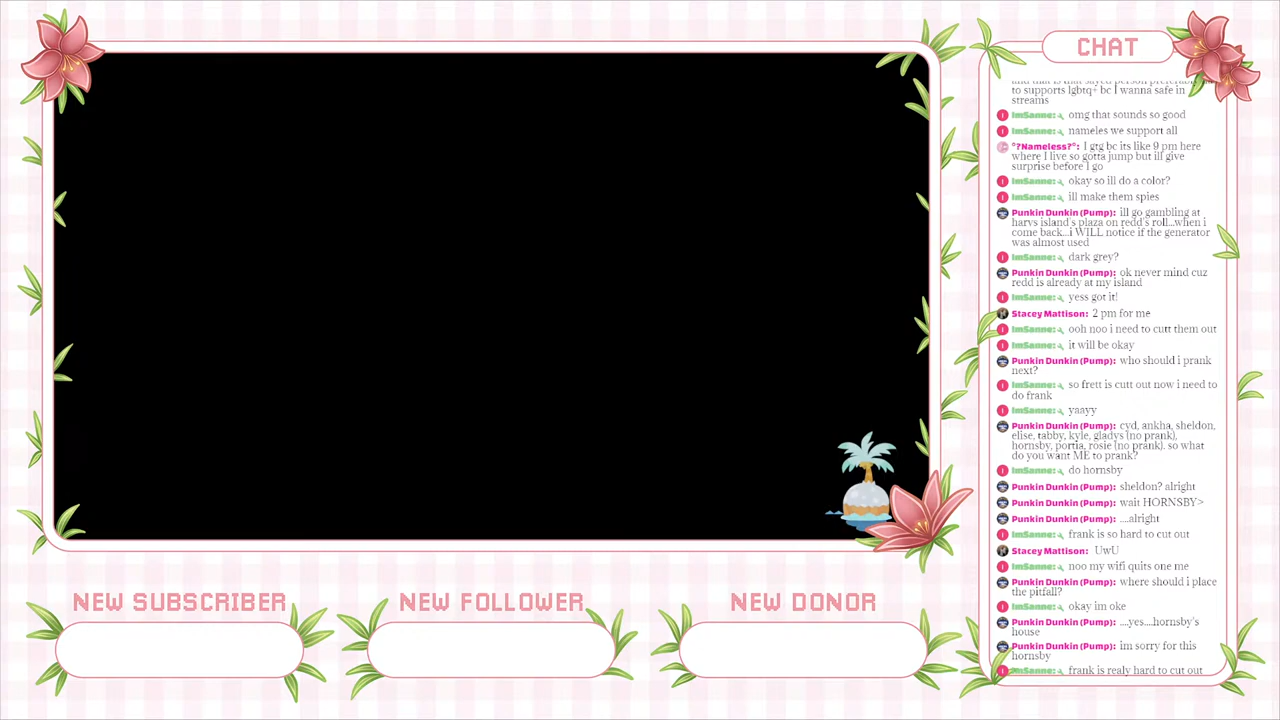 CHAT
to supports lgbtq+ bc I wanna safe in
streams
ImSanne: omg that sounds so good
ImSanne: nameles we support all
°?Nameless?°: I gtg bc its like 9 pm here
where I live so gotta jump but ill give
surprise before I go
ImSanne: okay so ill do a color?
ImSanne: ill make them spies
Punkin Dunkin (Pump): ill go gambling at
harvs island's plaza on redd's roll...when i
come back...i WILL notice if the generator
was almost used
ImSanne: dark grey?
Punkin Dunkin (Pump): ok never mind cuz
redd is already at my island
ImSanne: yess got it!
Stacey Mattison: 2 pm for me
ImSanne: ooh noo i need to cutt them out
ImSanne: it will be okay
Punkin Dunkin (Pump): who should i prank
next?
ImSanne: so frett is cutt out now i need to
do frank
ImSanne: yaayy
Punkin Dunkin (Pump): cyd, ankha, sheldon,
elise, tabby, kyle, gladys (no prank),
hornsby, portia, rosie (no prank). so what
do you want ME to prank?
ImSanne: do hornsby
Punkin Dunkin (Pump): sheldon? alright
Punkin Dunkin (Pump): wait HORNSBY>
Punkin Dunkin (Pump): ....alright
ImSanne: frank is so hard to cut out
Stacey Mattison: UwU
ImSanne: noo my wifi quits one me
Punkin Dunkin (Pump): where should i place
the pitfall?
ImSanne: okay im oke
Punkin Dunkin (Pump): ....yes....hornsby's
house
Punkin Dunkin (Pump): im sorry for this
hornsby
ImSanne: frank is realy hard to cut out
NEW SUBSCRIBER
NEW FOLLOWER
NEW DONOR